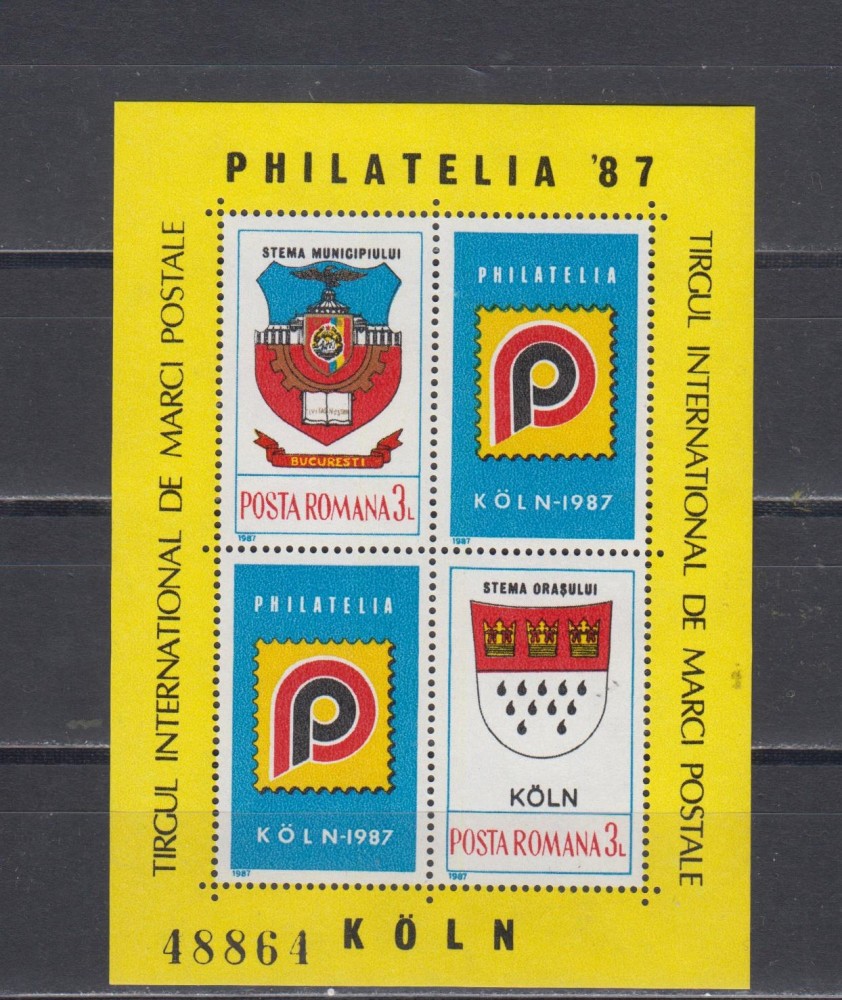 PHILATELIA '87
TIRGUL INTERNATIONAL DE MARCI POSTALE
TIRGUL INTERNATIONAL DE MARCI POSTALE
STEMA MUNICIPIULUI
BUCURESTI
POSTA ROMANA 3L
1987
PHILATELIA
KÖLN-1987
1987
PHILATELIA
KÖLN-1987
1987
STEMA ORAŞULUI
KÖLN
POSTA ROMANA 3L
1987
48864
KÖLN